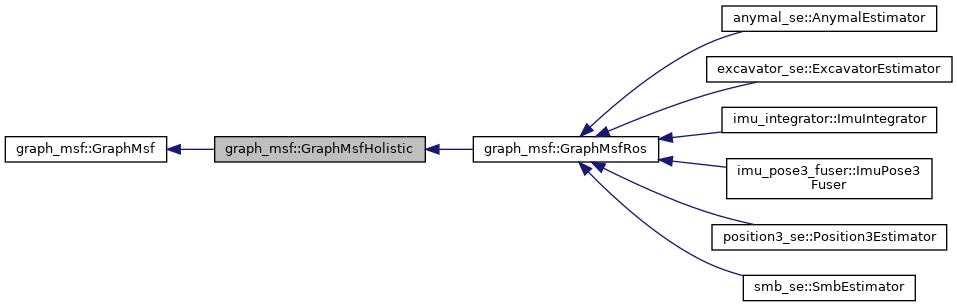 anymal_se::AnymalEstimator
excavator_se::ExcavatorEstimator
imu_integrator::ImuIntegrator
graph_msf::GraphMsf
graph_msf::GraphMsfHolistic
graph_msf::GraphMsfRos
imu_pose3_fuser::ImuPose3
Fuser
position3_se::Position3Estimator
smb_se::SmbEstimator